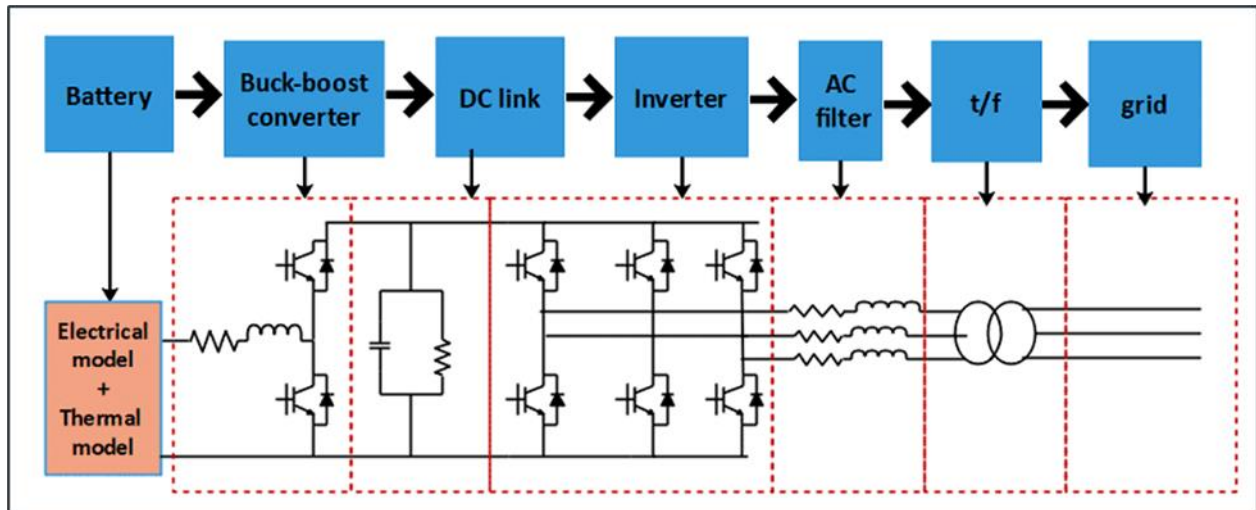 Battery
Buck-boost
converter
DC link
Inverter
AC
filter
t/f
grid
Electrical
model
+
Thermal
model